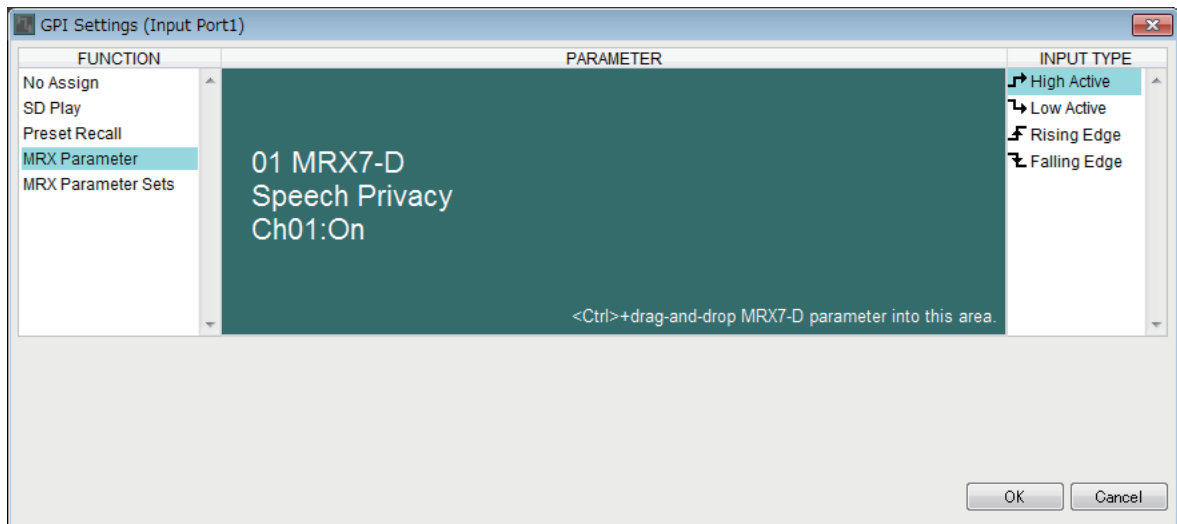 GPI Settings (Input Port1)
FUNCTION
PARAMETER
INPUT TYPE
No Assign
SD Play
Preset Recall
MRX Parameter
MRX Parameter Sets
01 MRX7-D
Speech Privacy
Ch01:On
<Ctrl>+drag-and-drop MRX7-D parameter into this area.
High Active
Low Active
Rising Edge
Falling Edge
OK
Cancel